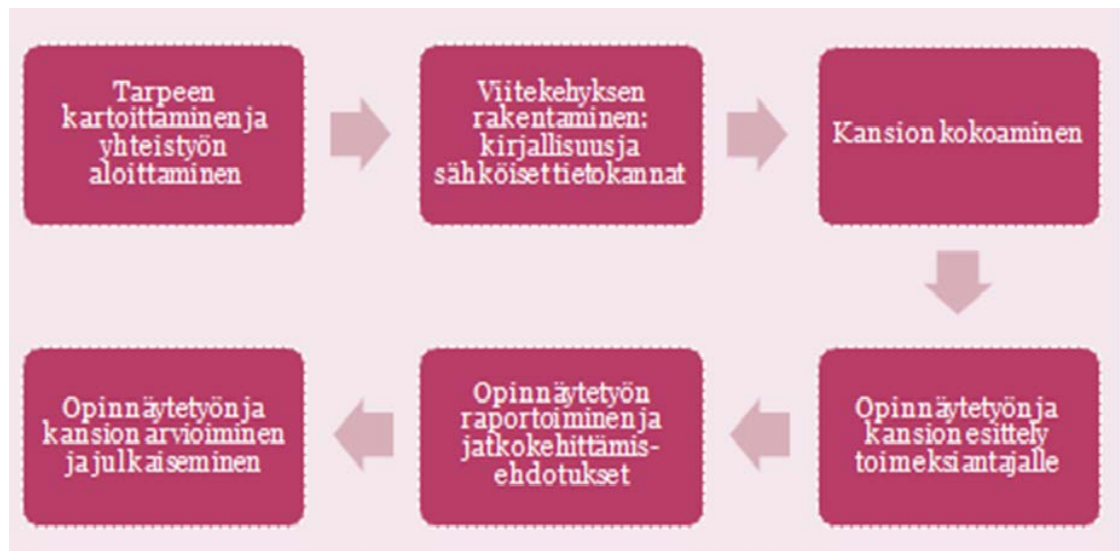 Tarpeen
kartoittaminen ja
yhteistyön
aloittaminen
Viitekehyksen
rakentaminen:
kirjallisuus ja
sähköiset tietokannat
Kansion kokoaminen
Opinnäytetyön ja
kansion esittely
toimeksiantajalle
Opinnäytetyön
raportoiminen ja
jatkokehittämis-
ehdotukset
Opinnäytetyön ja
kansion arvioiminen
ja julkaiseminen